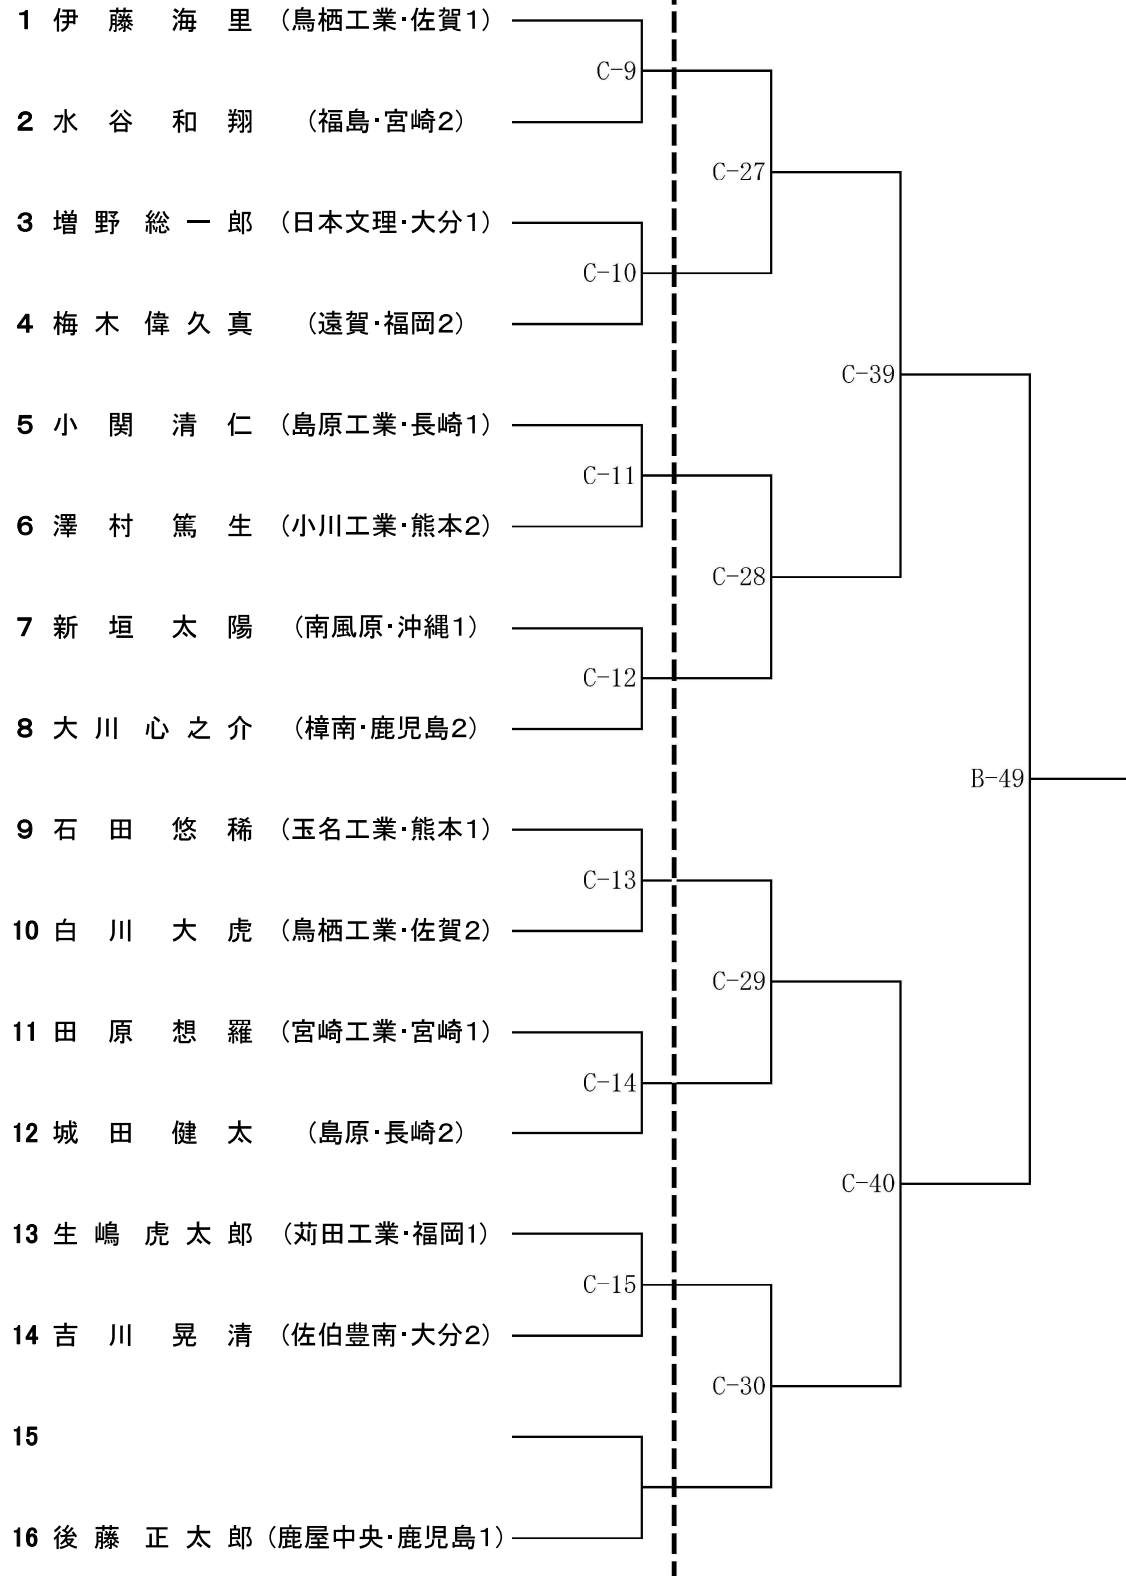 1 伊藤海里 (鳥栖工業・佐賀1)
C-9
2 水谷和翔 (福島・宮崎2)
C-27
3 増野総一郎 (日本文理・大分1)
C-10
4 梅木偉久真 (遠賀・福岡2)
C-39
5 小関清仁 (島原工業・長崎1)
C-11
6 澤村篤生 (小川工業・熊本2)
C-28
7 新垣太陽 (南風原・沖縄1)
C-12
8 大川心之介 (樟南・鹿児島2)
B-49
9 石田悠稀 (玉名工業・熊本1)
C-13
10 白川大虎 (鳥栖工業・佐賀2)
C-29
11 田原想羅 (宮崎工業・宮崎1)
C-14
12 城田健太 (島原・長崎2)
C-40
13 生嶋虎太郎 (苅田工業・福岡1)
C-15
14 吉川晃清 (佐伯豊南・大分2)
C-30
15
16 後藤正太郎 (鹿屋中央・鹿児島1)